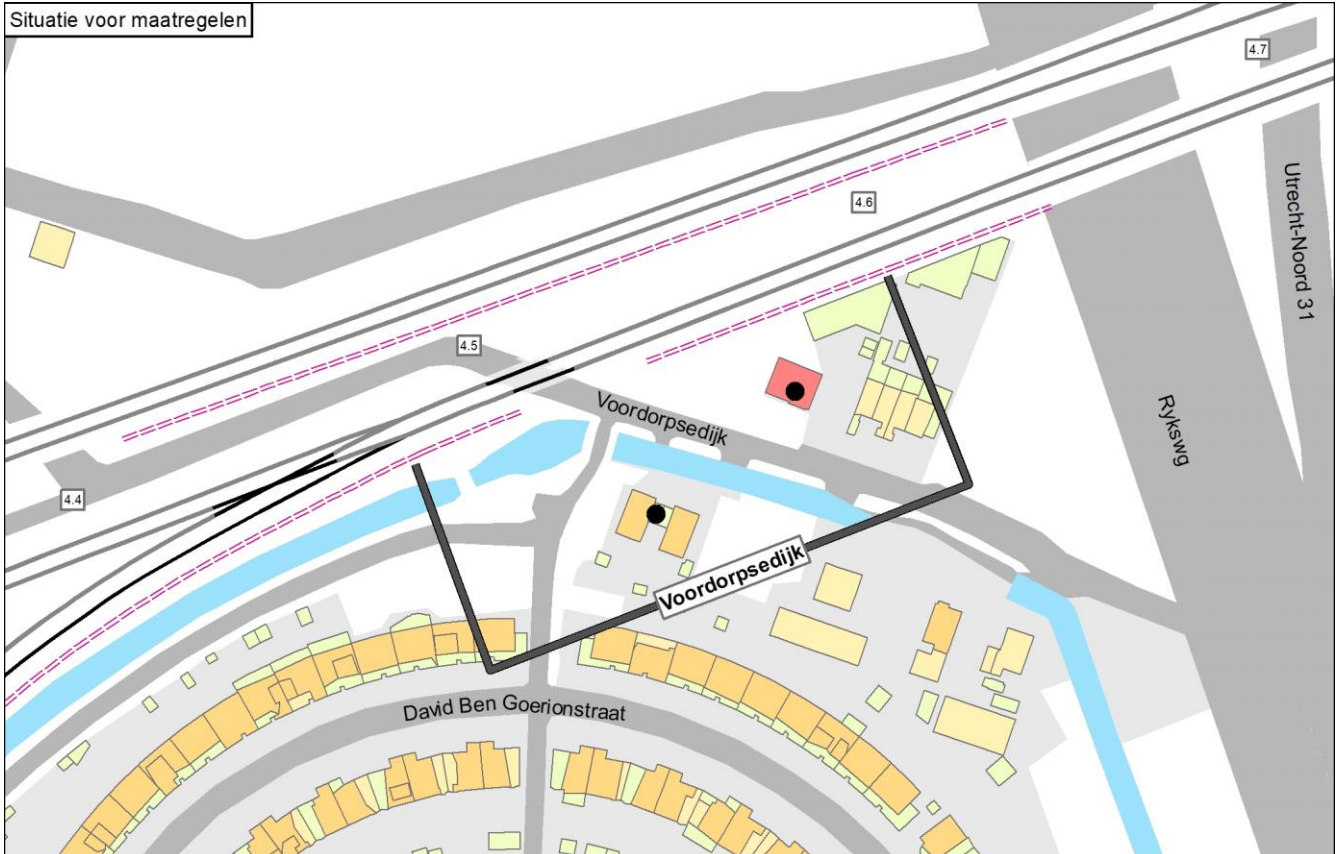 Situatie voor maatregelen
4.7
Utrecht-Noord 31
4.6
4.5
Voordorpsedijk
Rykswg
4.4
Voordorpsedijk
David Ben Goerionstraat